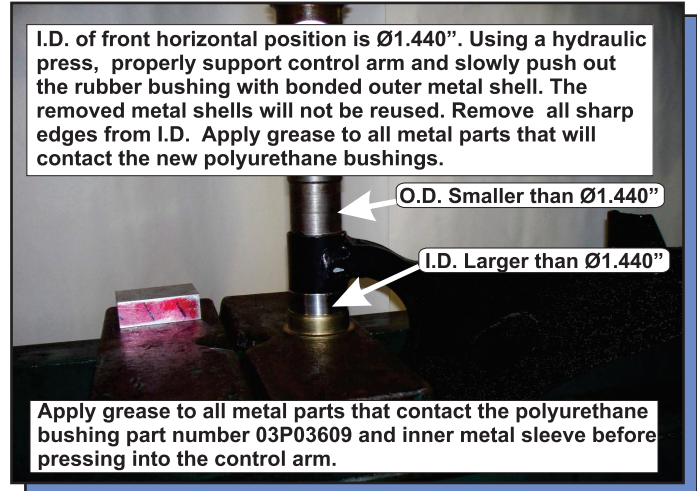 I.D. of front horizontal position is Ø1.440”. Using a hydraulic
press, properly support control arm and slowly push out
the rubber bushing with bonded outer metal shell. The
removed metal shells will not be reused. Remove all sharp
edges from I.D. Apply grease to all metal parts that will
contact the new polyurethane bushings.
O.D. Smaller than Ø1.440”
I.D. Larger than Ø1.440”
Apply grease to all metal parts that contact the polyurethane
bushing part number 03P03609 and inner metal sleeve before
pressing into the control arm.